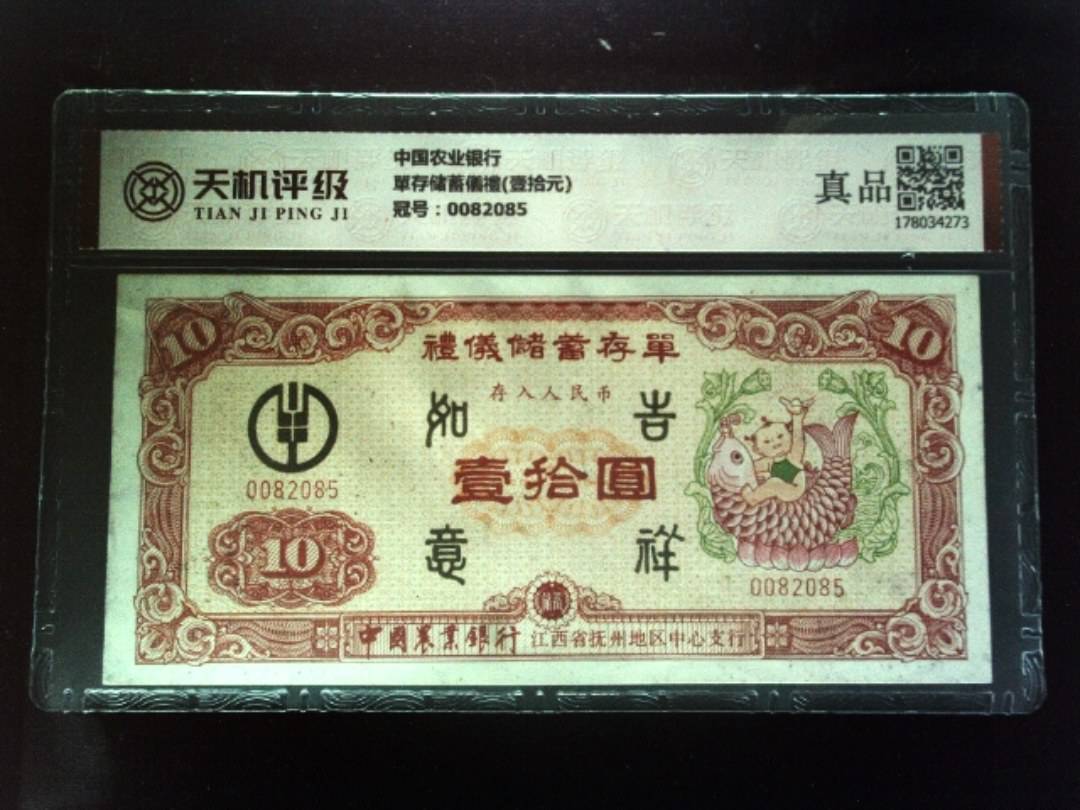 天机评级
TIAN JI PING JI
中国农业银行
單存储蓄儀禮(壹拾元)
冠号：0082085
真品
178034273
10
10
禮儀儲蓄存單
存入人民币
如
吉
壹拾圓
意
祥
0082085
10
0082085
中國農業銀行 江西省抚州地区中心支行